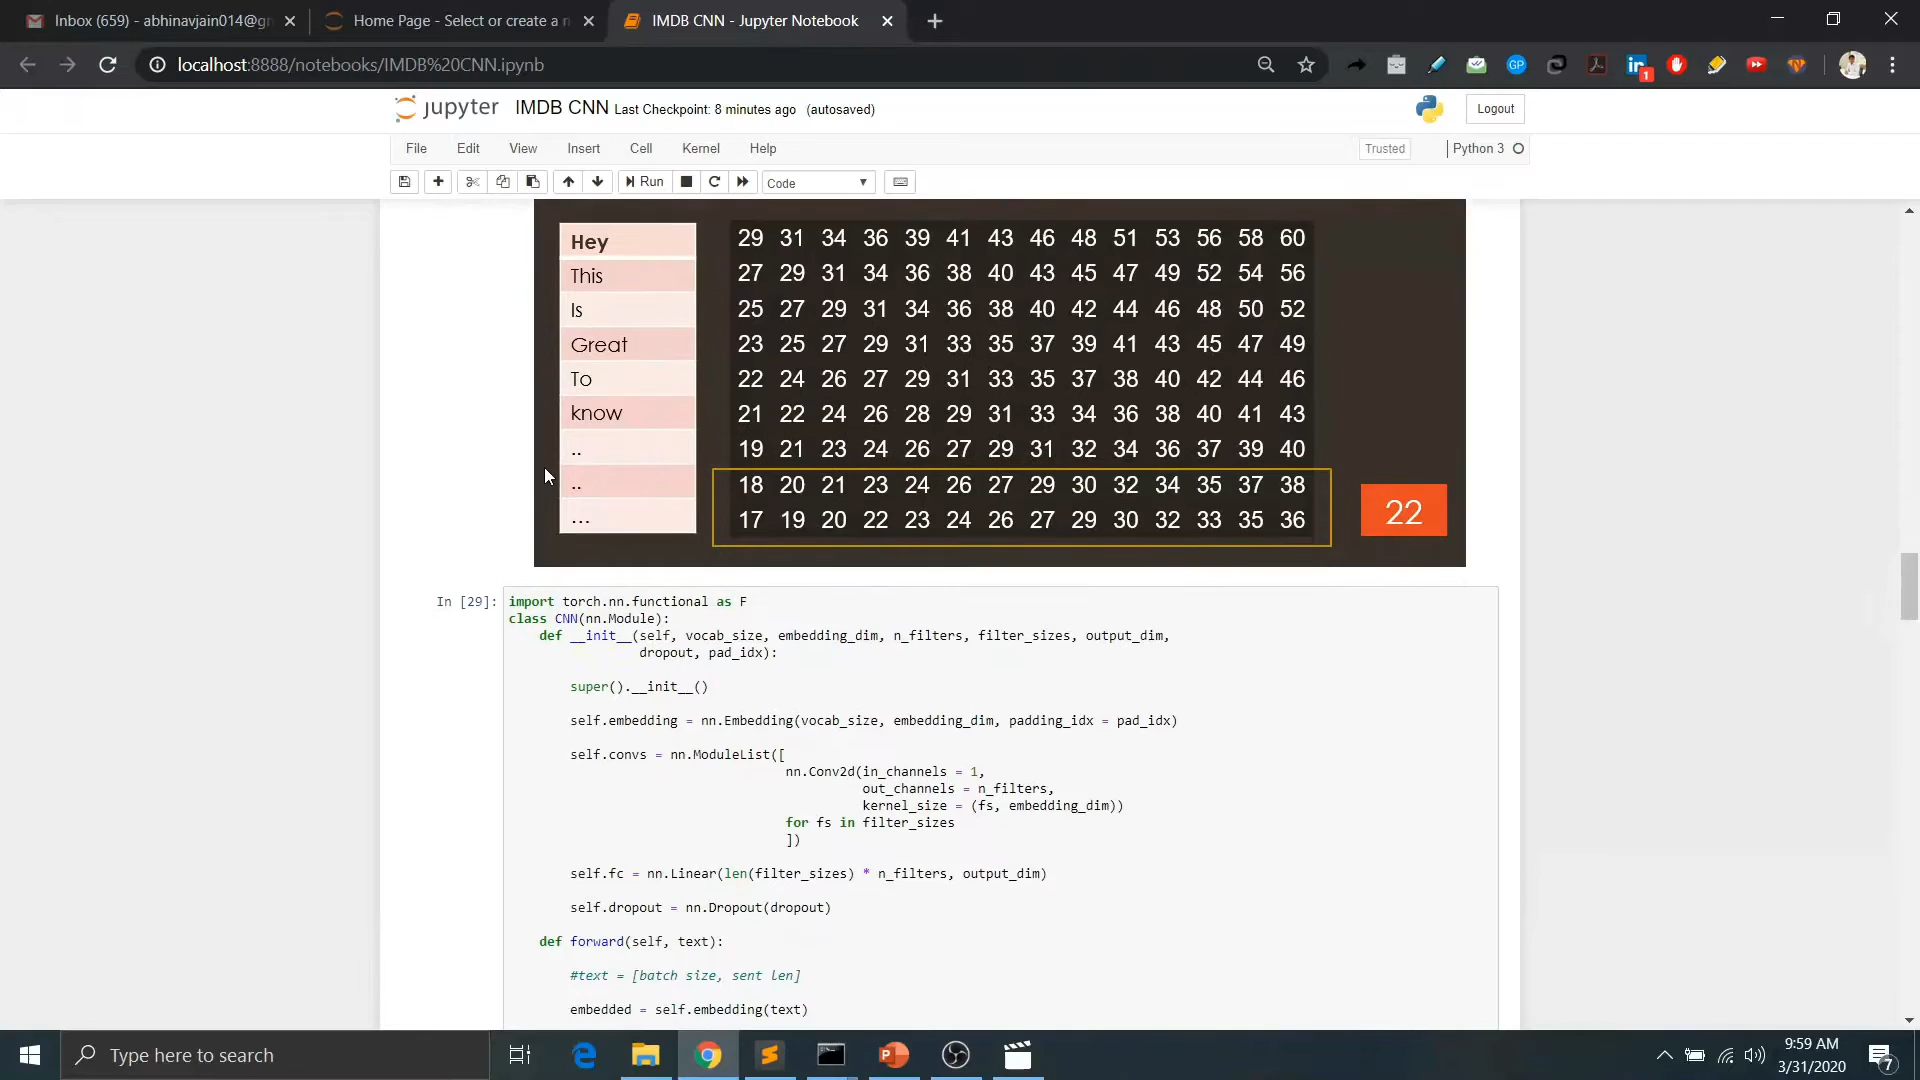 Inbox (659) - abhinavjain014@gm
Home Page - Select or create a n
IMDB CNN - Jupyter Notebook
localhost:8888/notebooks/IMDB%20CNN.ipynb
jupyter IMDB CNN Last Checkpoint: 8 minutes ago (autosaved)
Logout
File Edit View Insert Cell Kernel Help
Trusted
Python 3
Run
Code
Hey 29 31 34 36 39 41 43 46 48 51 53 56 58 60
This 27 29 31 34 36 38 40 43 45 47 49 52 54 56
Is 25 27 29 31 34 36 38 40 42 44 46 48 50 52
Great 23 25 27 29 31 33 35 37 39 41 43 45 47 49
To 22 24 26 27 29 31 33 35 37 38 40 42 44 46
know 21 22 24 26 28 29 31 33 34 36 38 40 41 43
.. 19 21 23 24 26 27 29 31 32 34 36 37 39 40
.. 18 20 21 23 24 26 27 29 30 32 34 35 37 38
... 17 19 20 22 23 24 26 27 29 30 32 33 35 36
22
In [29]: import torch.nn.functional as F
class CNN(nn.Module):
def __init__(self, vocab_size, embedding_dim, n_filters, filter_sizes, output_dim,
dropout, pad_idx):
super().__init__()
self.embedding = nn.Embedding(vocab_size, embedding_dim, padding_idx = pad_idx)
self.convs = nn.ModuleList([
nn.Conv2d(in_channels = 1,
out_channels = n_filters,
kernel_size = (fs, embedding_dim))
for fs in filter_sizes
])
self.fc = nn.Linear(len(filter_sizes) * n_filters, output_dim)
self.dropout = nn.Dropout(dropout)
def forward(self, text):
#text = [batch size, sent len]
embedded = self.embedding(text)
Type here to search
9:59 AM
3/31/2020
7